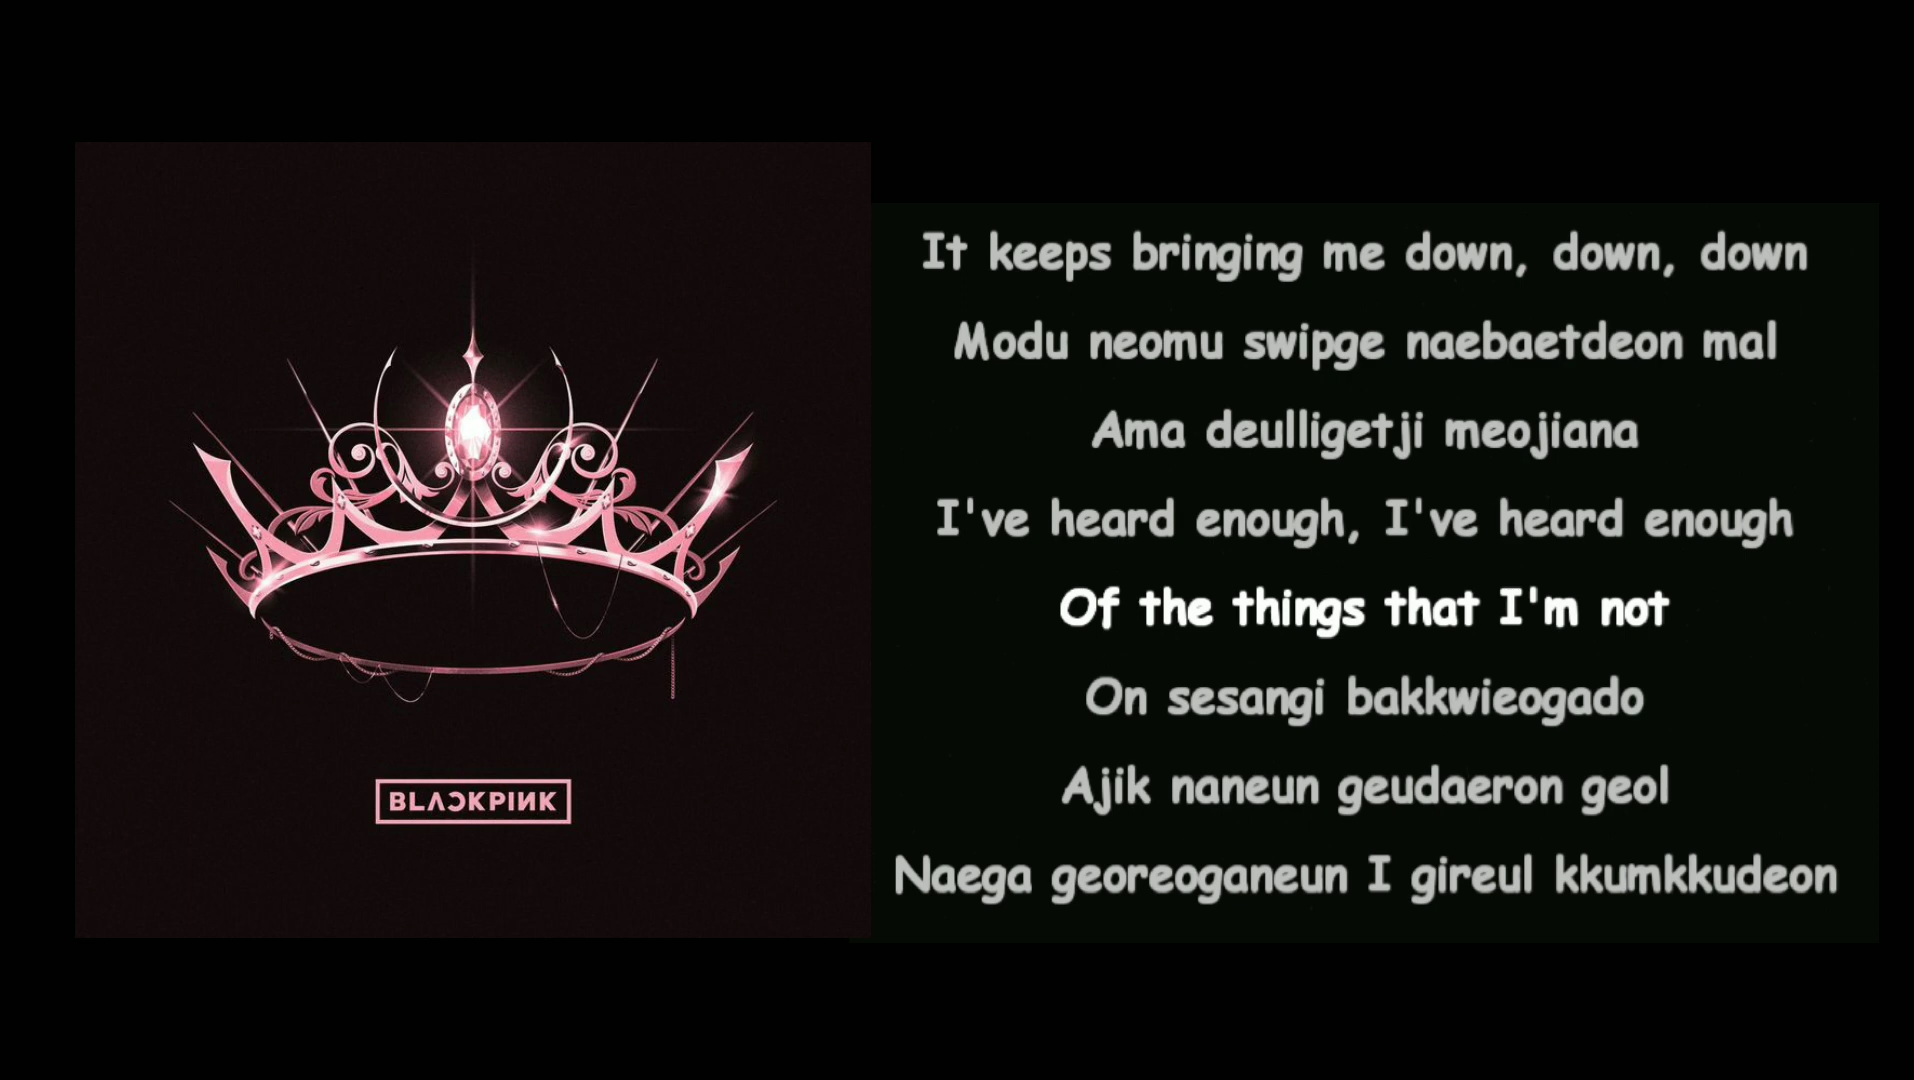 BLACKPINK
It keeps bringing me down, down, down
Modu neomu swipge naebaetdeon mal
Ama deulligetji meojiana
I've heard enough, I've heard enough
Of the things that I'm not
On sesangi bakkwieogado
Ajik naneun geudaeron geol
Naega georeoganeun I gireul kkumkkudeon